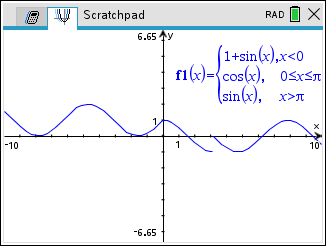 Scratchpad RAD
6.65 y
1+sin(x),x<0
f1(x)= cos(x), 0≤x≤π
sin(x), x>π
1
x
-10 1 10
-6.65